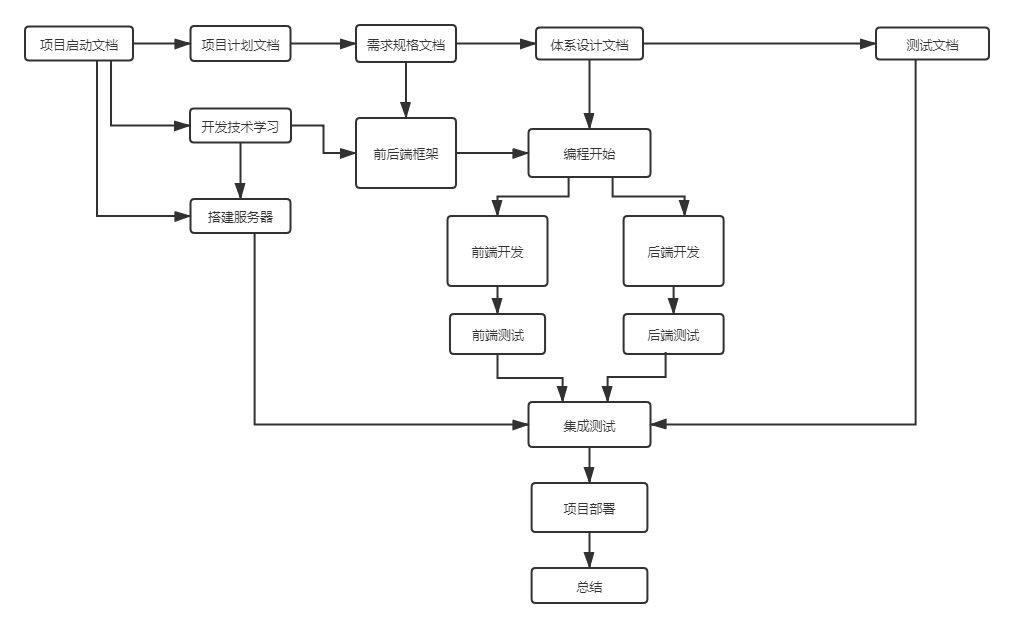 项目启动文档
项目计划文档
需求规格文档
体系设计文档
测试文档
开发技术学习
前后端框架
编程开始
搭建服务器
前端开发
后端开发
前端测试
后端测试
集成测试
项目部署
总结